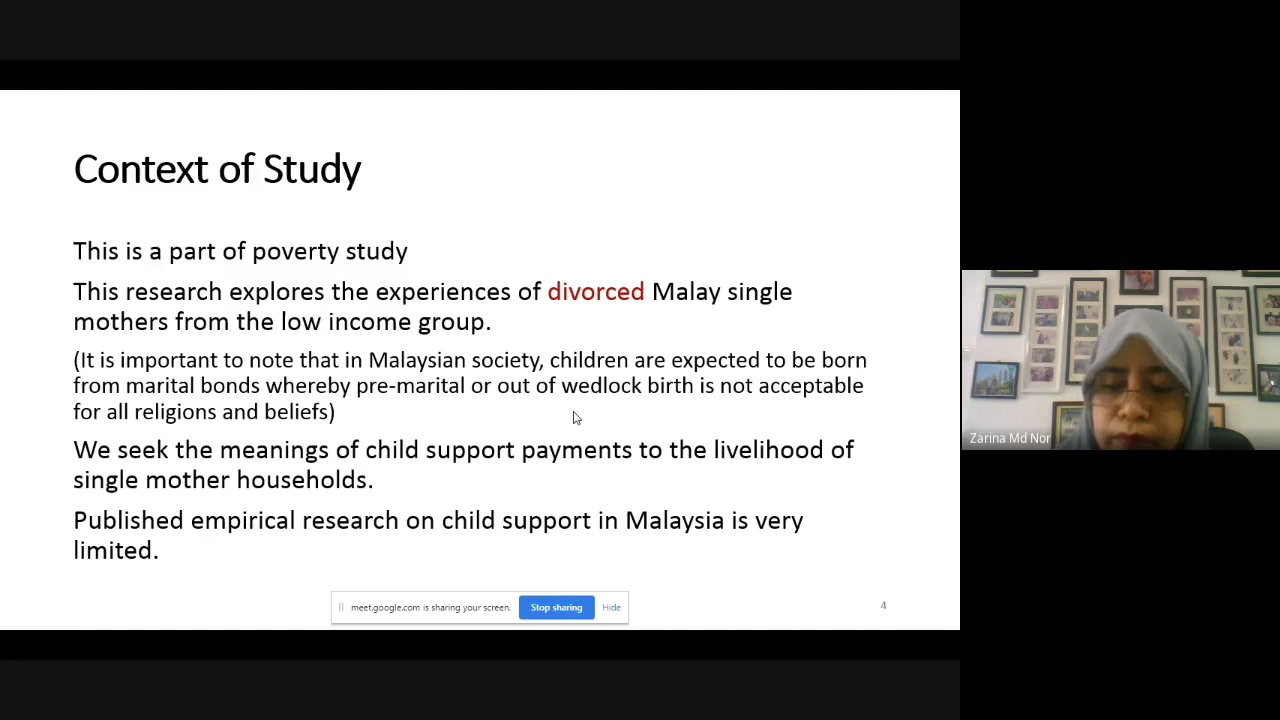 Context of Study
This is a part of poverty study
This research explores the experiences of divorced Malay single
mothers from the low income group.
(It is important to note that in Malaysian society, children are expected to be born
from marital bonds whereby pre-marital or out of wedlock birth is not acceptable
for all religions and beliefs)
We seek the meanings of child support payments to the livelihood of
single mother households.
Published empirical research on child support in Malaysia is very
limited.
meet.google.com is sharing your screen. Stop sharing Hide
4
Zarina Md Nor